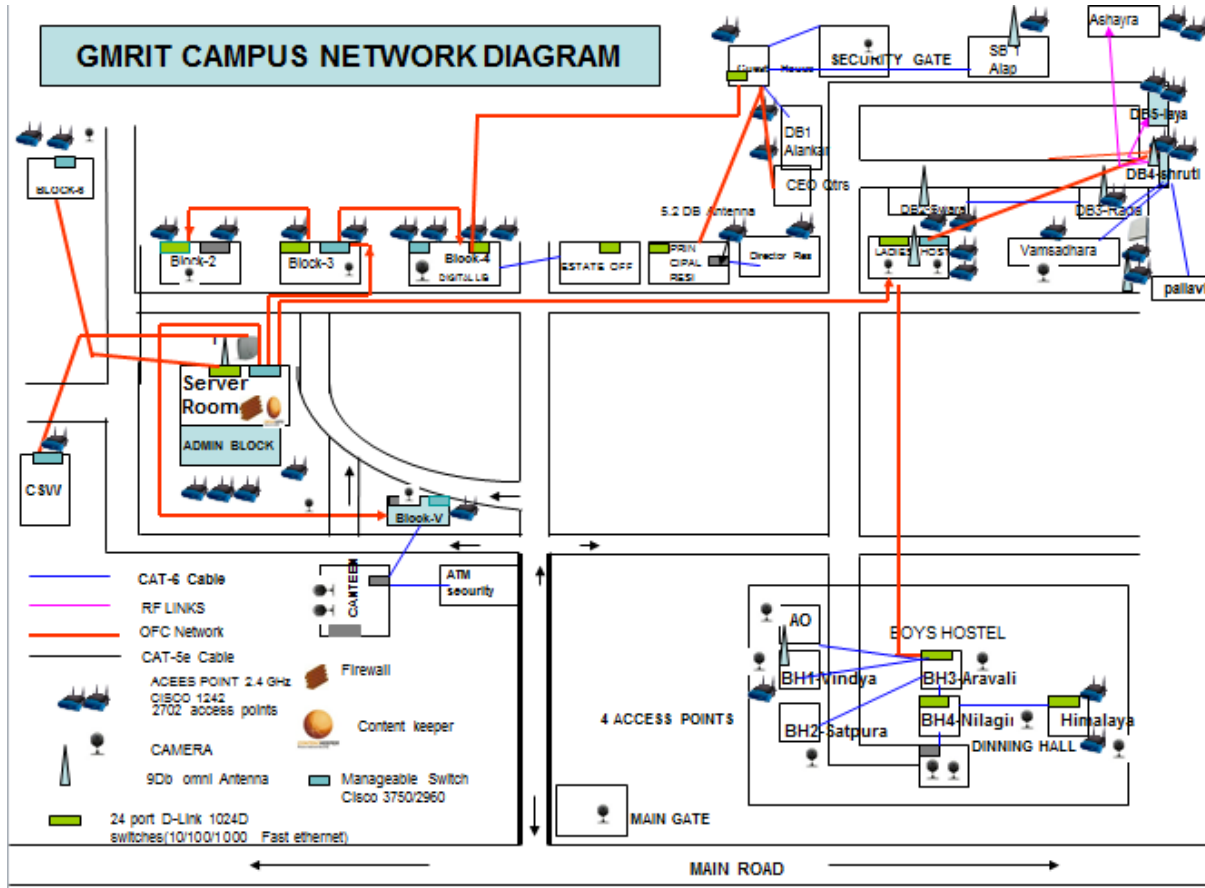 GMRIT CAMPUS NETWORK DIAGRAM
Ashayra
SECURITY GATE
SB 1
Alap
House
DB5-laya
DB1
Alankar
DB4-shruti
CEO Qtrs
BLOCK-6
5.2 DB Antenna
DB2-swara
DB3-Raga
Block-2
Block-3
Block-4
DIGITAL LIB
ESTATE OFF
PRIN
CIPAL
RESI
Director Res
LADIES HOST
Vamsadhara
pallavi
Server
Room
ADMIN BLOCK
CSW
Block-V
CANTEEN
ATM
security
CAT-6 Cable
RF LINKS
OFC Network
CAT-5e Cable
ACEES POINT 2.4 GHz
CISCO 1242
2702 access points
Firewall
Content keeper
CAMERA
9Db omni Antenna
Manageable Switch
Cisco 3750/2960
24 port D-Link 1024D
switches(10/100/1000 Fast ethernet)
AO
BOYS HOSTEL
BH1-Vindya
BH3-Aravali
4 ACCESS POINTS
BH2-Satpura
BH4-Nilagiri
Himalaya
DINNING HALL
MAIN GATE
MAIN ROAD